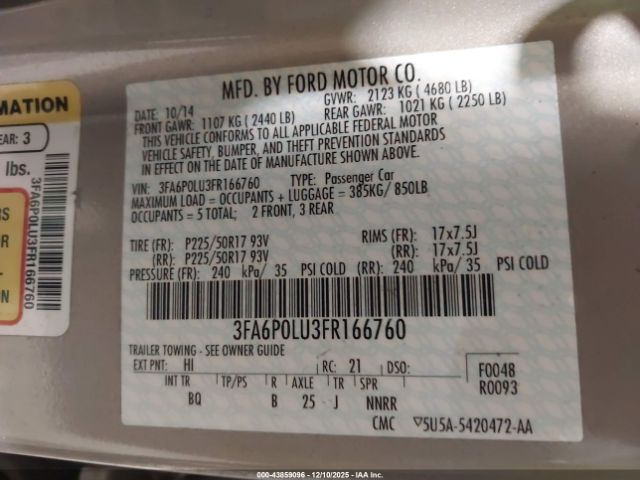 MFD. BY FORD MOTOR CO.
DATE: 10/14 GVWR: 2123 KG ( 4680 LB)
FRONT GAWR: 1107 KG ( 2440 LB) REAR GAWR: 1021 KG ( 2250 LB)
THIS VEHICLE CONFORMS TO ALL APPLICABLE FEDERAL MOTOR
VEHICLE SAFETY, BUMPER, AND THEFT PREVENTION STANDARDS
IN EFFECT ON THE DATE OF MANUFACTURE SHOWN ABOVE.
VIN: 3FA6P0LU3FR166760 TYPE: Passenger Car
MAXIMUM LOAD = OCCUPANTS + LUGGAGE = 385KG/ 850LB
OCCUPANTS = 5 TOTAL; 2 FRONT, 3 REAR
TIRE (FR): P225/50R17 93V RIMS (FR): 17x7.5J
(RR): P225/50R17 93V (RR): 17x7.5J
PRESSURE (FR): 240 kPa/ 35 PSI COLD (RR): 240 kPa/ 35 PSI COLD
3FA6P0LU3FR166760
TRAILER TOWING - SEE OWNER GUIDE
EXT PNT: HI RC: 21 DSO: F0048
INT TR TP/PS R AXLE TR SPR R0093
BQ B 25 J NNRR
CMC ▽5U5A-5420472-AA
MATION
EAR: 3
lbs.
3FA6P0LU3FR166760
RS
OR
L-
ION
000-43859096 - 12/10/2025 - IAA Inc.